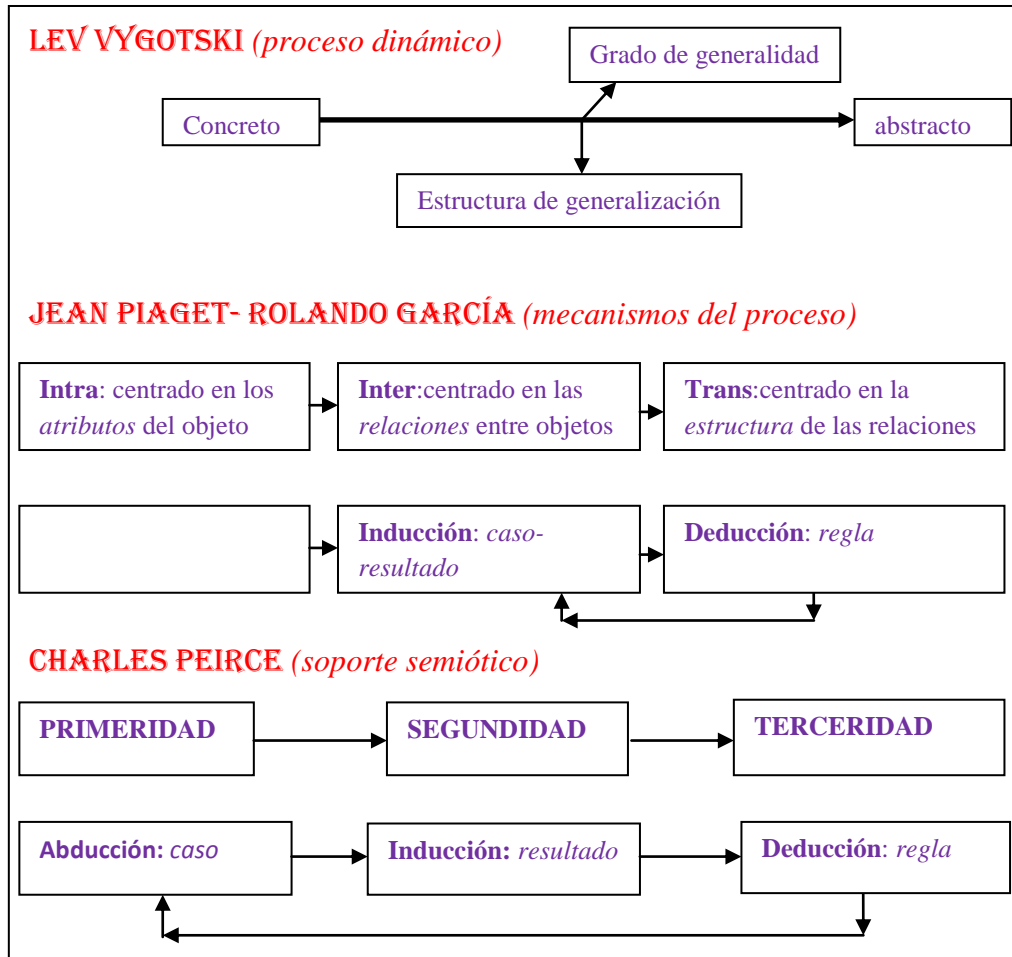 LEV VYGOTSKI (proceso dinámico)
Grado de generalidad
Concreto
abstracto
Estructura de generalización
JEAN PIAGET- ROLANDO GARCÍA (mecanismos del proceso)
Intra: centrado en los
atributos del objeto
Inter:centrado en las
relaciones entre objetos
Trans:centrado en la
estructura de las relaciones
Inducción: caso-
resultado
Deducción: regla
CHARLES PEIRCE (soporte semiótico)
PRIMERIDAD
SEGUNDIDAD
TERCERIDAD
Abducción: caso
Inducción: resultado
Deducción: regla